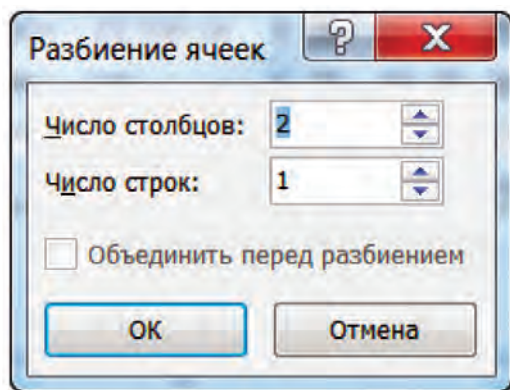 Разбиение ячеек
Число столбцов: 2
Число строк: 1
Объединить перед разбиением
ОК Отмена